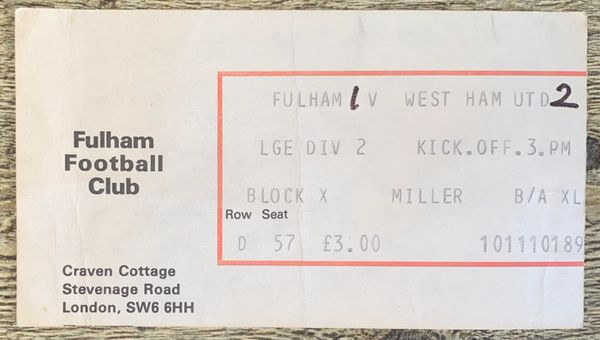 Fulham
Football
Club
Craven Cottage
Stevenage Road
London, SW6 6HH
FULHAM 1 V WEST HAM UTD 2
LGE DIV 2 KICK.OFF.3.PM
BLOCK X MILLER B/A XL
Row Seat
D 57 £3.00 101110189